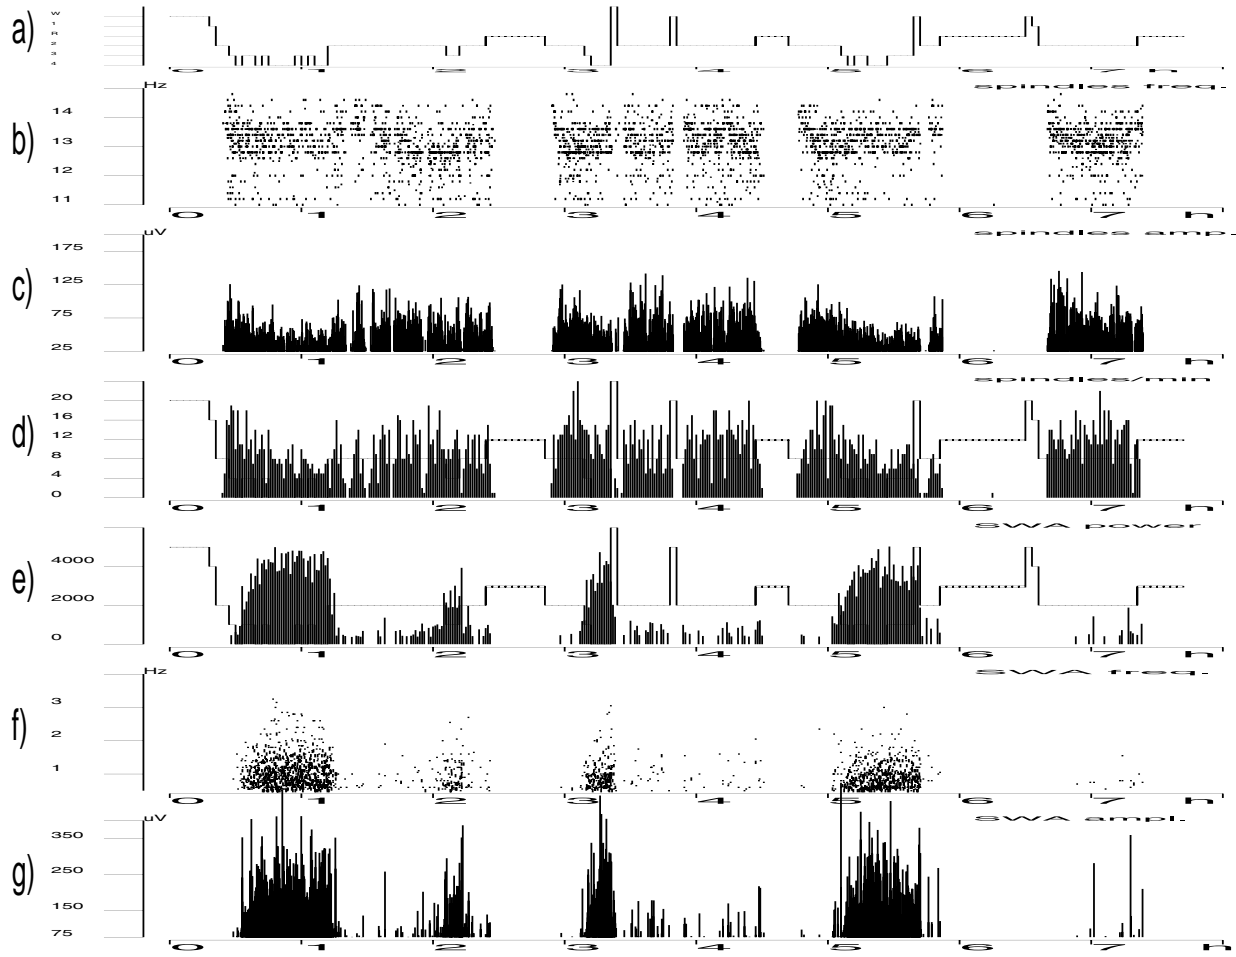 a)
W
1
R
2
3
4
0 1 2 3 4 5 6 7 h
Hz
spindles freq.
b)
14
13
12
11
0 1 2 3 4 5 6 7 h
uV
spindles amp.
c)
175
125
75
25
0 1 2 3 4 5 6 7 h
spindles/min
d)
20
16
12
8
4
0
0 1 2 3 4 5 6 7 h
SWA power
e)
4000
2000
0
0 1 2 3 4 5 6 7 h
Hz
SWA freq.
f)
3
2
1
0 1 2 3 4 5 6 7 h
uV
SWA ampl.
g)
350
250
150
75
0 1 2 3 4 5 6 7 h